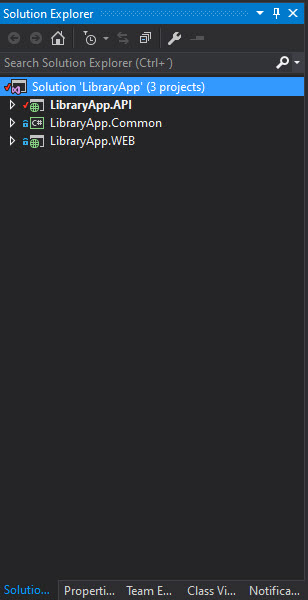 Solution Explorer
Search Solution Explorer (Ctrl+´)
Solution 'LibraryApp' (3 projects)
LibraryApp.API
C# LibraryApp.Common
LibraryApp.WEB
Solutio... Properti... Team E... Class Vi... Notifica...